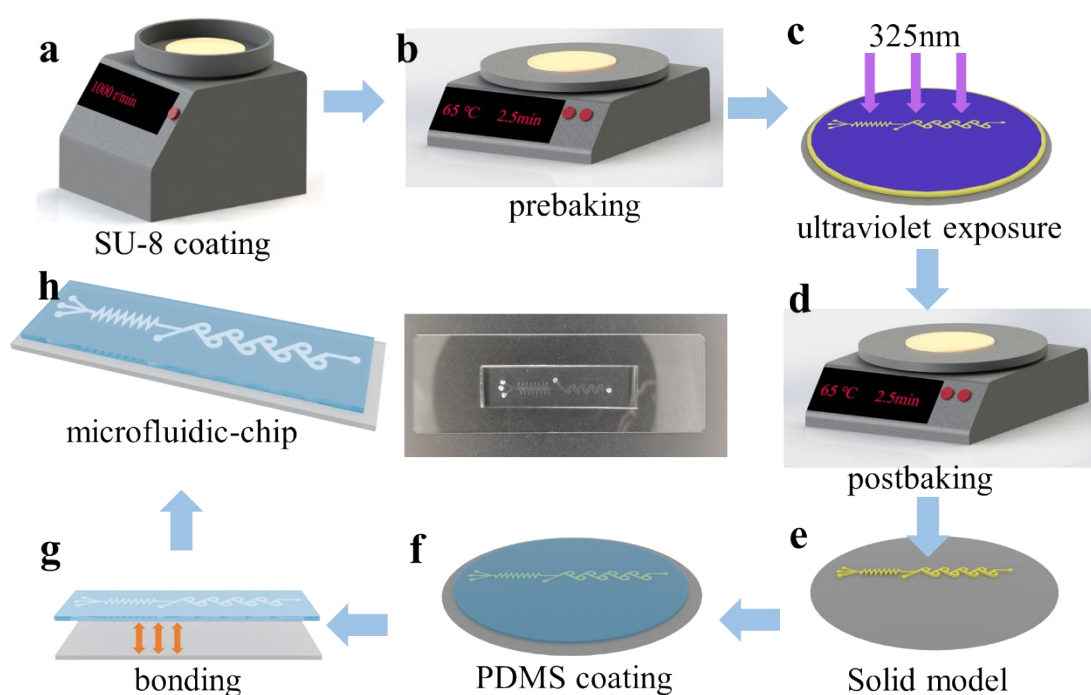 a
1000 r/min
SU-8 coating
b
65 ℃ 2.5min
prebaking
c
325nm
ultraviolet exposure
d
65 ℃ 2.5min
postbaking
e
Solid model
f
PDMS coating
g
bonding
h
microfluidic-chip